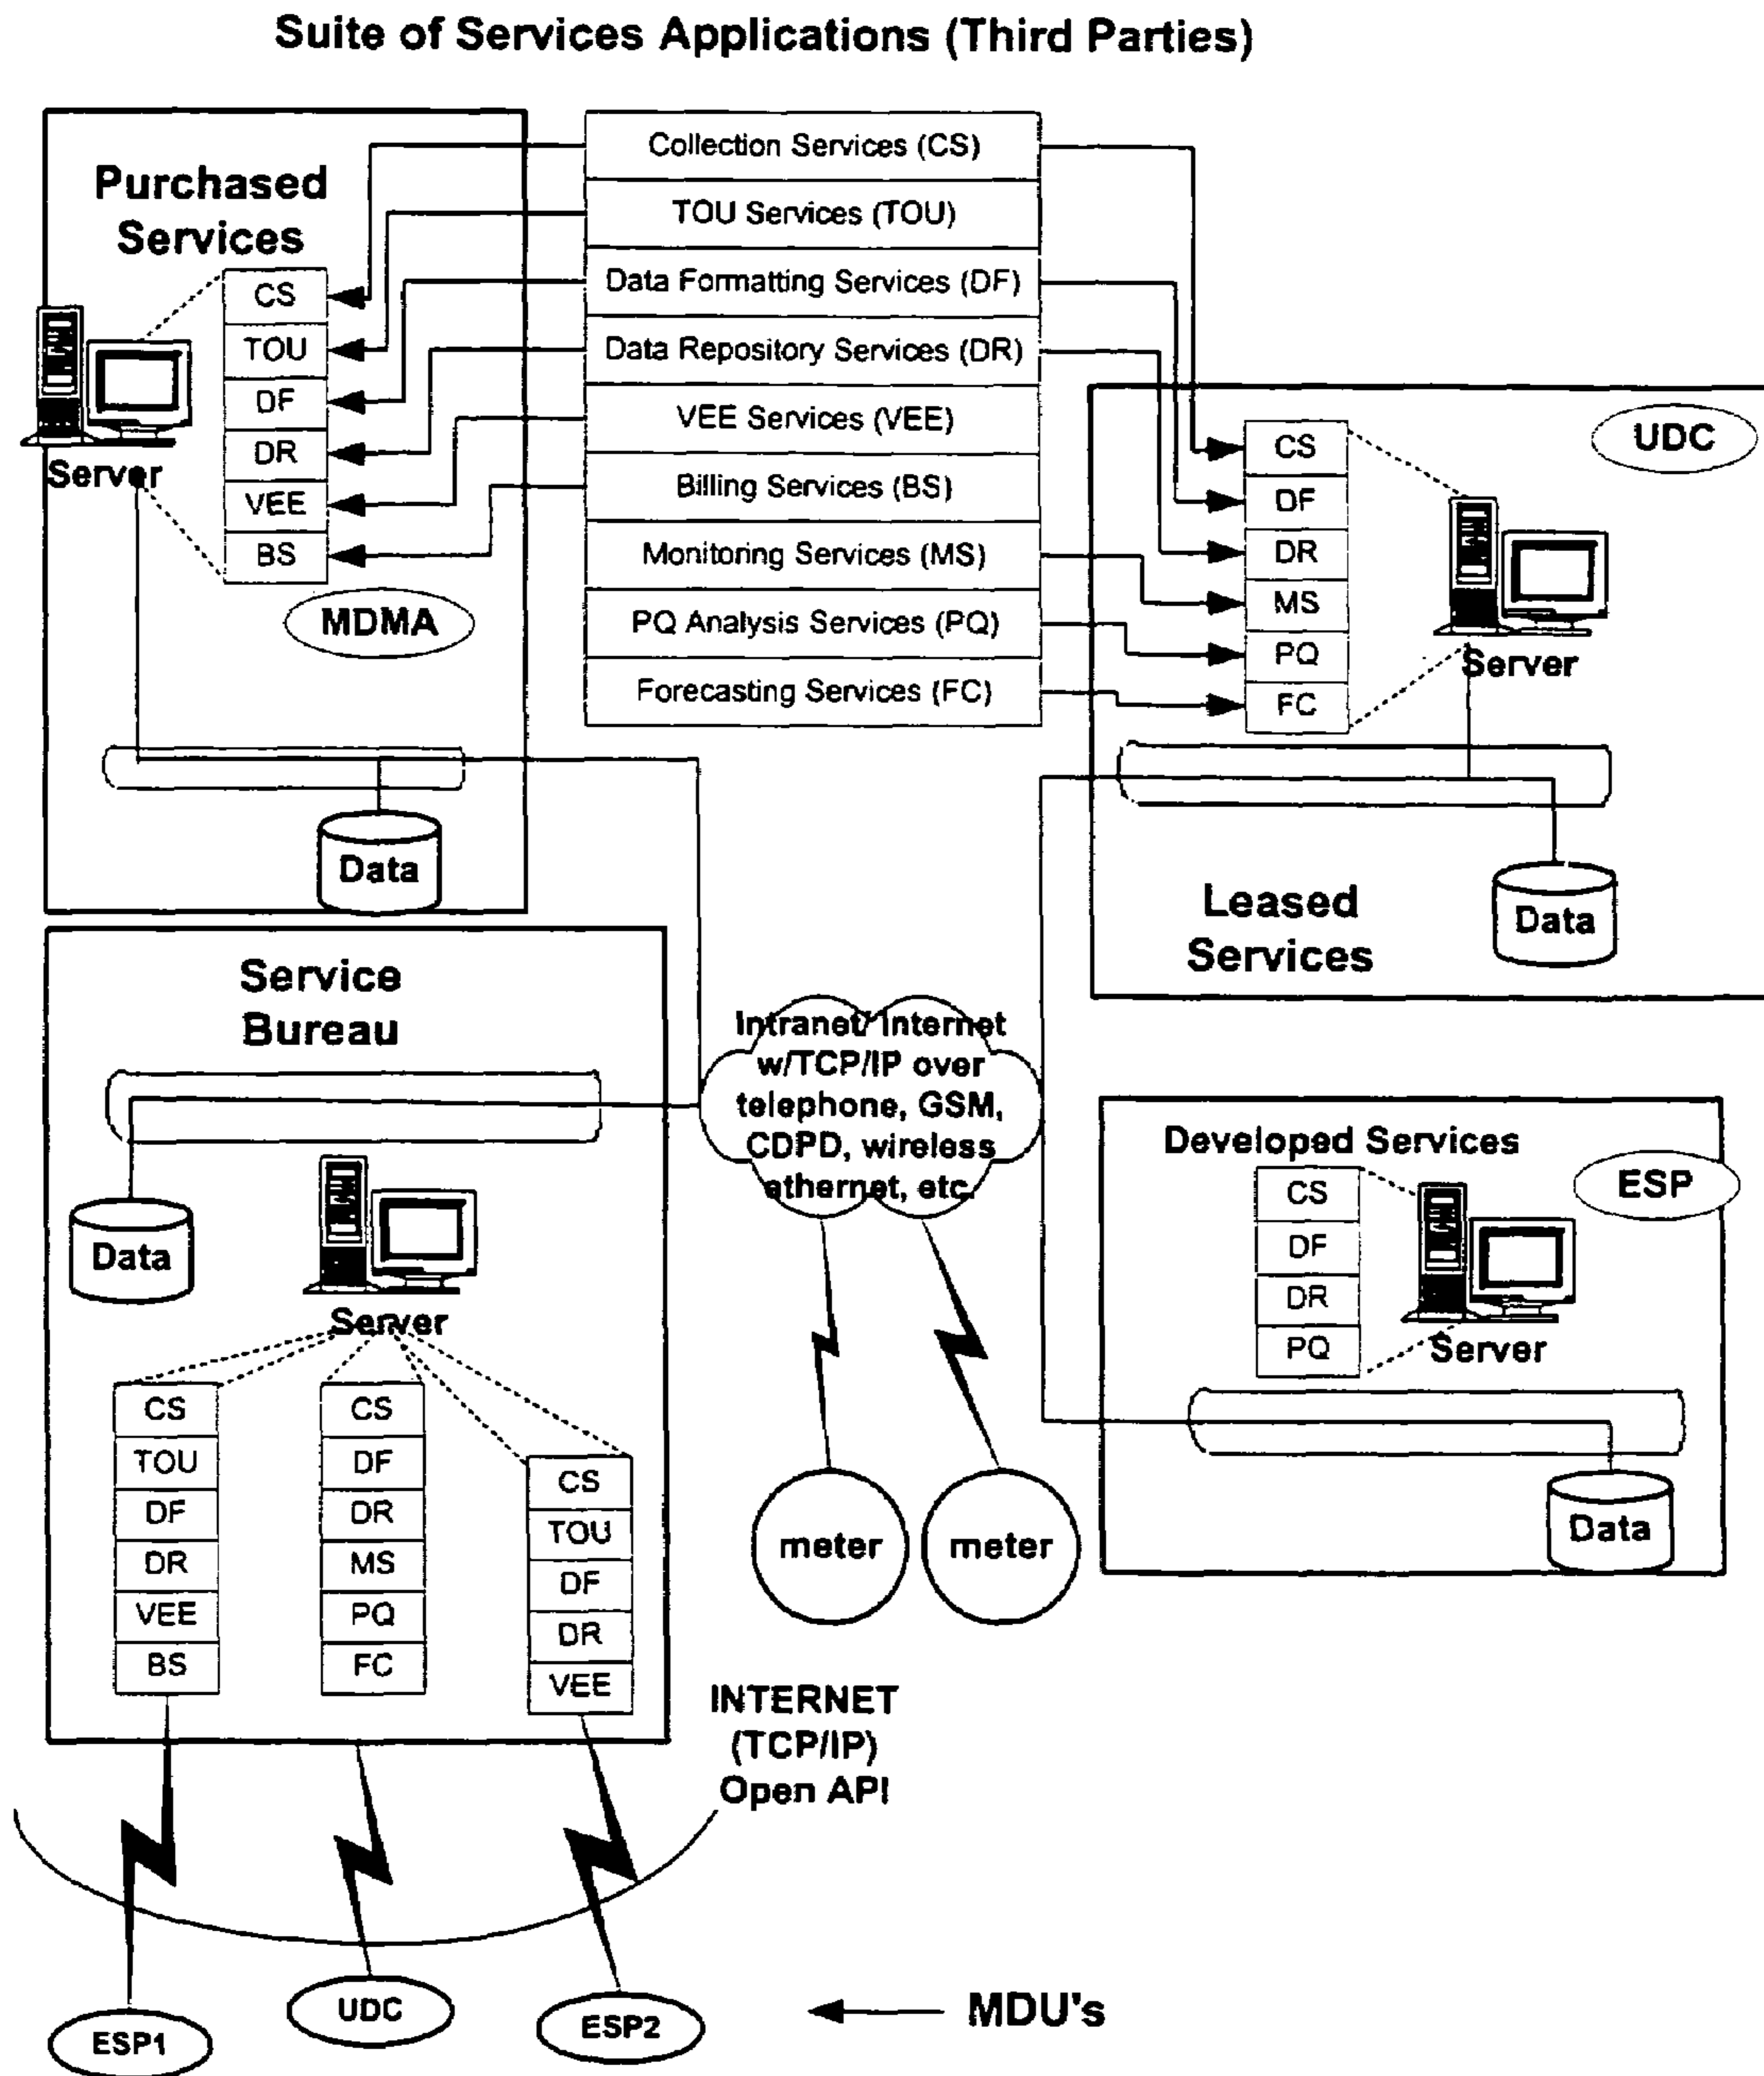 Suite of Services Applications (Third Parties)
Purchased
Services
CS
TOU
DF
DR
VEE
BS
Server
MDMA
Data
Collection Services (CS)
TOU Services (TOU)
Data Formatting Services (DF)
Data Repository Services (DR)
VEE Services (VEE)
Billing Services (BS)
Monitoring Services (MS)
PQ Analysis Services (PQ)
Forecasting Services (FC)
UDC
CS
DF
DR
MS
PQ
FC
Server
Leased
Services
Data
Service
Bureau
Data
Server
CS
TOU
DF
DR
VEE
BS
CS
DF
DR
MS
PQ
FC
CS
TOU
DF
DR
VEE
Intranet/ Internet
w/TCP/IP over
telephone, GSM,
CDPD, wireless
ethernet, etc.
meter
meter
Developed Services
ESP
CS
DF
DR
PQ
Server
Data
INTERNET
(TCP/IP)
Open API
ESP1
UDC
ESP2
MDU's